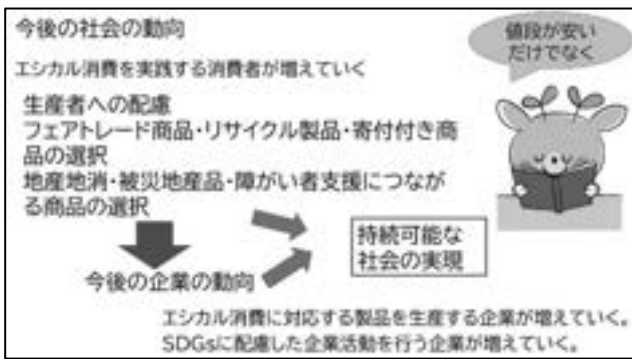 今後の社会の動向
値段が安い
だけでなく
エシカル消費を実践する消費者が増えていく
生産者への配慮
フェアトレード商品・リサイクル製品・寄付付き商
品の選択
地産地消・被災地産品・障がい者支援につなが
る商品の選択
持続可能な
社会の実現
今後の企業の動向
エシカル消費に対応する製品を生産する企業が増えていく。
SDGsに配慮した企業活動を行う企業が増えていく。